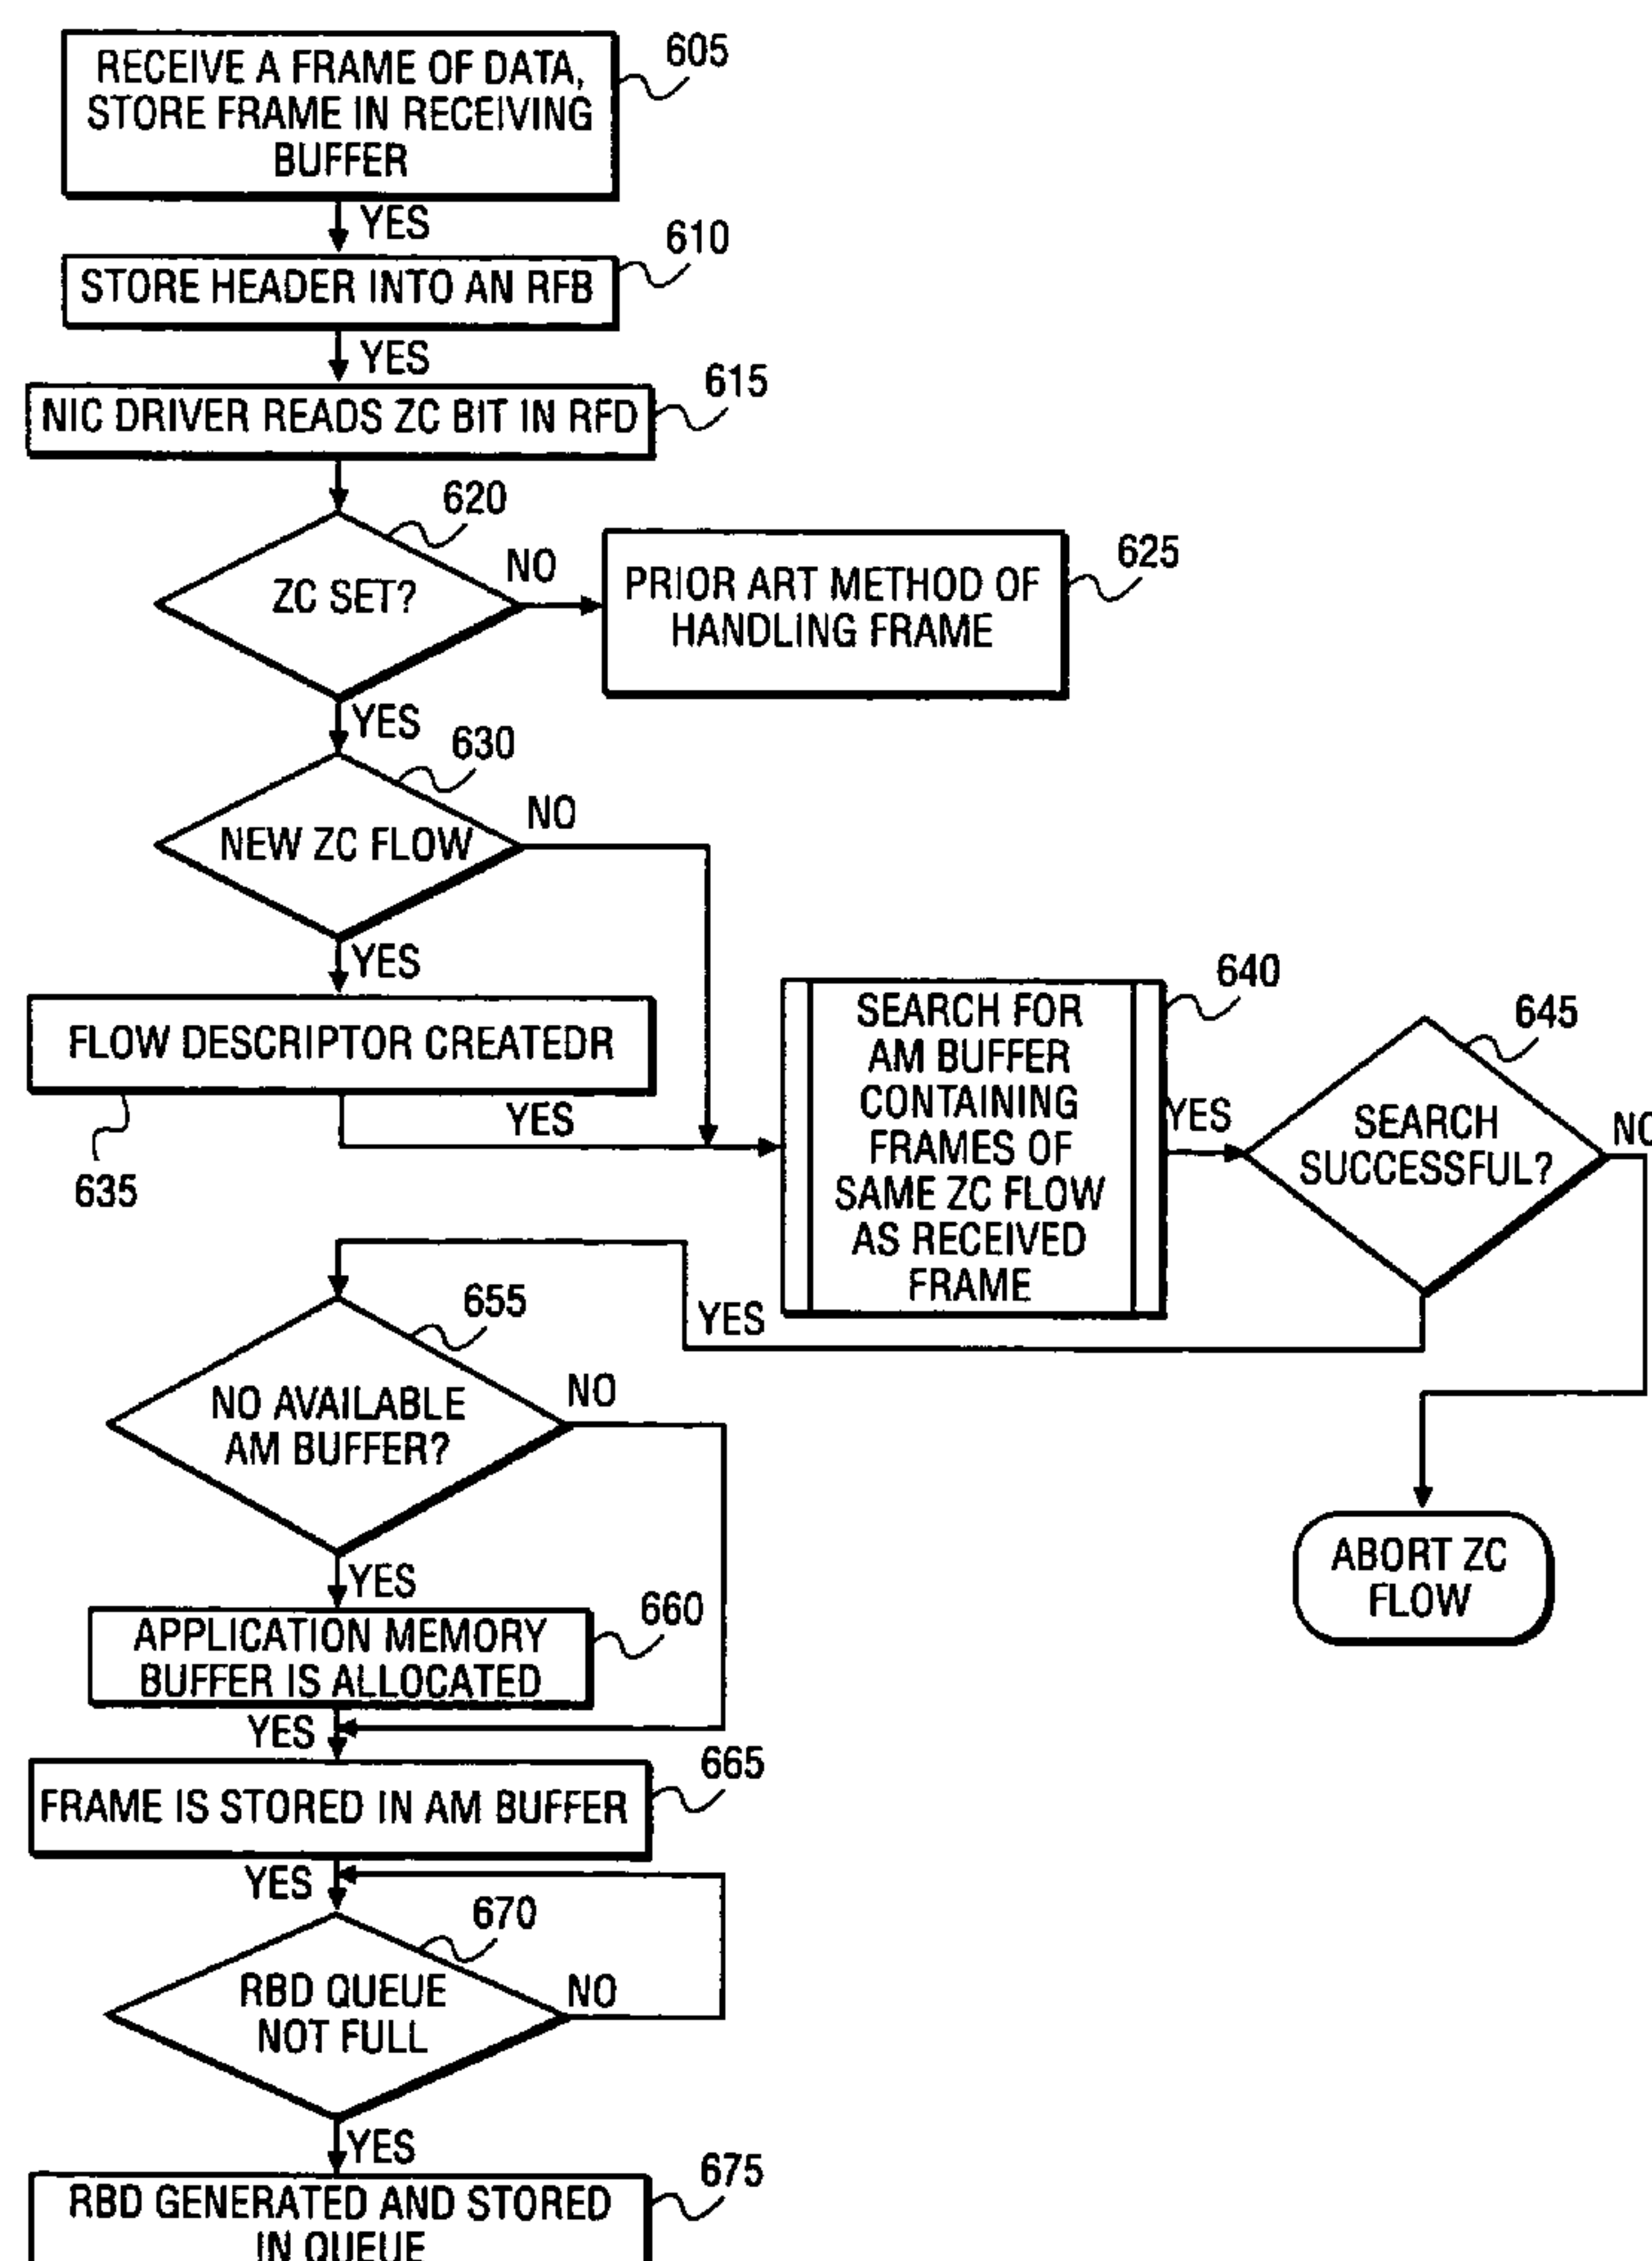 RECEIVE A FRAME OF DATA,
STORE FRAME IN RECEIVING
BUFFER
605
YES
STORE HEADER INTO AN RFB
610
YES
NIC DRIVER READS ZC BIT IN RFD
615
620
ZC SET?
NO
PRIOR ART METHOD OF
HANDLING FRAME
625
YES
630
NEW ZC FLOW
NO
YES
FLOW DESCRIPTOR CREATEDR
635
YES
SEARCH FOR
AM BUFFER
CONTAINING
FRAMES OF
SAME ZC FLOW
AS RECEIVED
FRAME
640
YES
645
SEARCH
SUCCESSFUL?
NO
YES
ABORT ZC
FLOW
655
NO AVAILABLE
AM BUFFER?
NO
YES
APPLICATION MEMORY
BUFFER IS ALLOCATED
660
YES
FRAME IS STORED IN AM BUFFER
665
YES
670
RBD QUEUE
NOT FULL
NO
YES
RBD GENERATED AND STORED
IN QUEUE
675